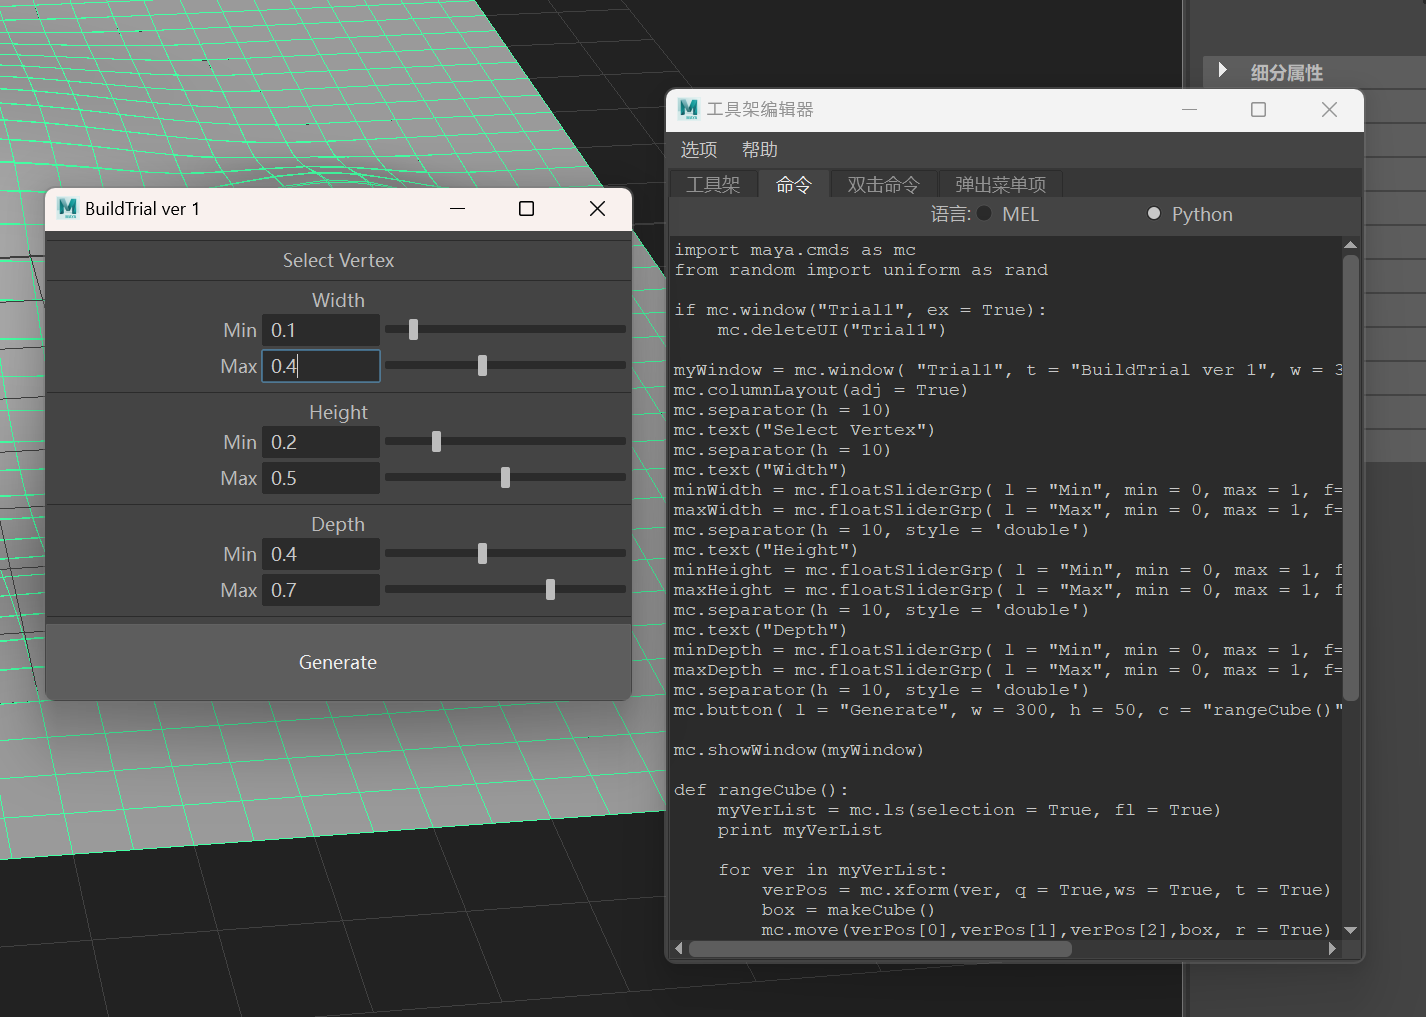 细分属性
BuildTrial ver 1
Select Vertex
Width
Min 0.1
Max 0.4
Height
Min 0.2
Max 0.5
Depth
Min 0.4
Max 0.7
Generate
工具架编辑器
选项 帮助
工具架 命令 双击命令 弹出菜单项
语言: MEL Python
import maya.cmds as mc
from random import uniform as rand
if mc.window("Trial1", ex = True):
mc.deleteUI("Trial1")
myWindow = mc.window( "Trial1", t = "BuildTrial ver 1", w = 3
mc.columnLayout(adj = True)
mc.separator(h = 10)
mc.text("Select Vertex")
mc.separator(h = 10)
mc.text("Width")
minWidth = mc.floatSliderGrp( l = "Min", min = 0, max = 1, f=
maxWidth = mc.floatSliderGrp( l = "Max", min = 0, max = 1, f=
mc.separator(h = 10, style = 'double')
mc.text("Height")
minHeight = mc.floatSliderGrp( l = "Min", min = 0, max = 1, f
maxHeight = mc.floatSliderGrp( l = "Max", min = 0, max = 1, f
mc.separator(h = 10, style = 'double')
mc.text("Depth")
minDepth = mc.floatSliderGrp( l = "Min", min = 0, max = 1, f=
maxDepth = mc.floatSliderGrp( l = "Max", min = 0, max = 1, f=
mc.separator(h = 10, style = 'double')
mc.button( l = "Generate", w = 300, h = 50, c = "rangeCube()"
mc.showWindow(myWindow)
def rangeCube():
myVerList = mc.ls(selection = True, fl = True)
print myVerList
for ver in myVerList:
verPos = mc.xform(ver, q = True,ws = True, t = True)
box = makeCube()
mc.move(verPos[0],verPos[1],verPos[2],box, r = True)